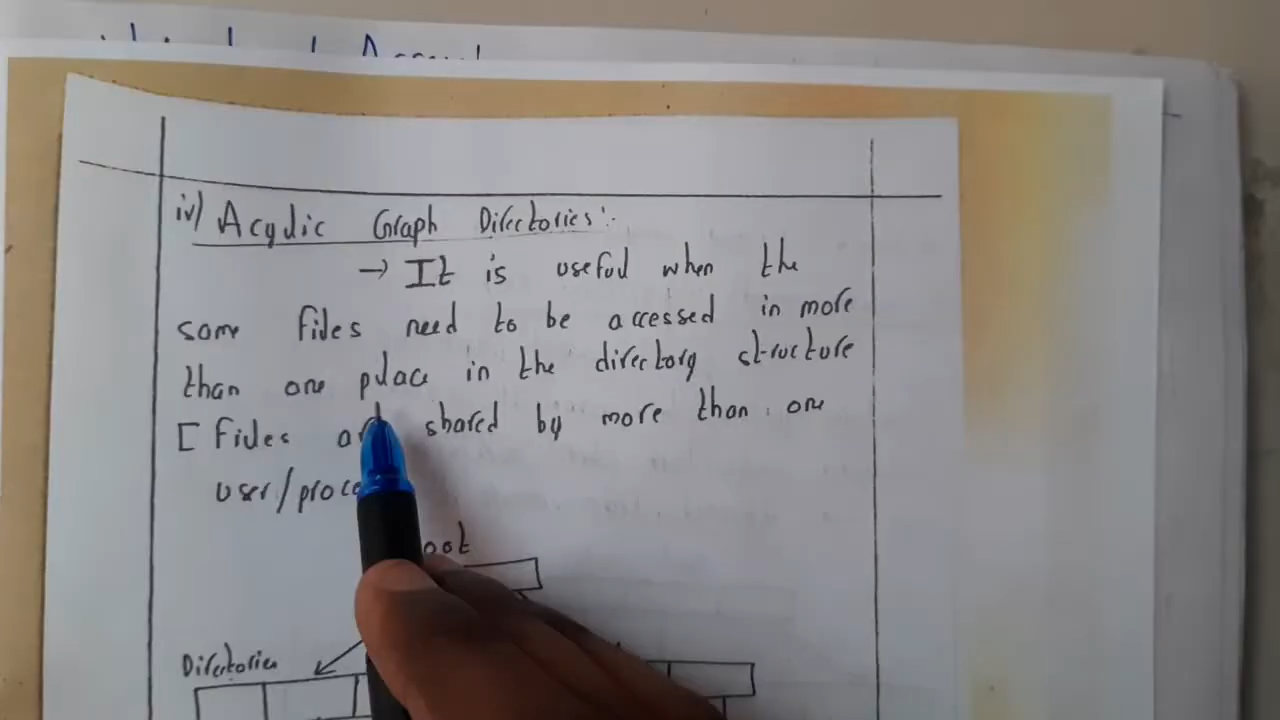 iv) Acyclic Graph Directories :-
→ It is useful when the
same files need to be accessed in more
than one place in the directory structure
[Files are shared by more than one
user/proce
oot
Directories